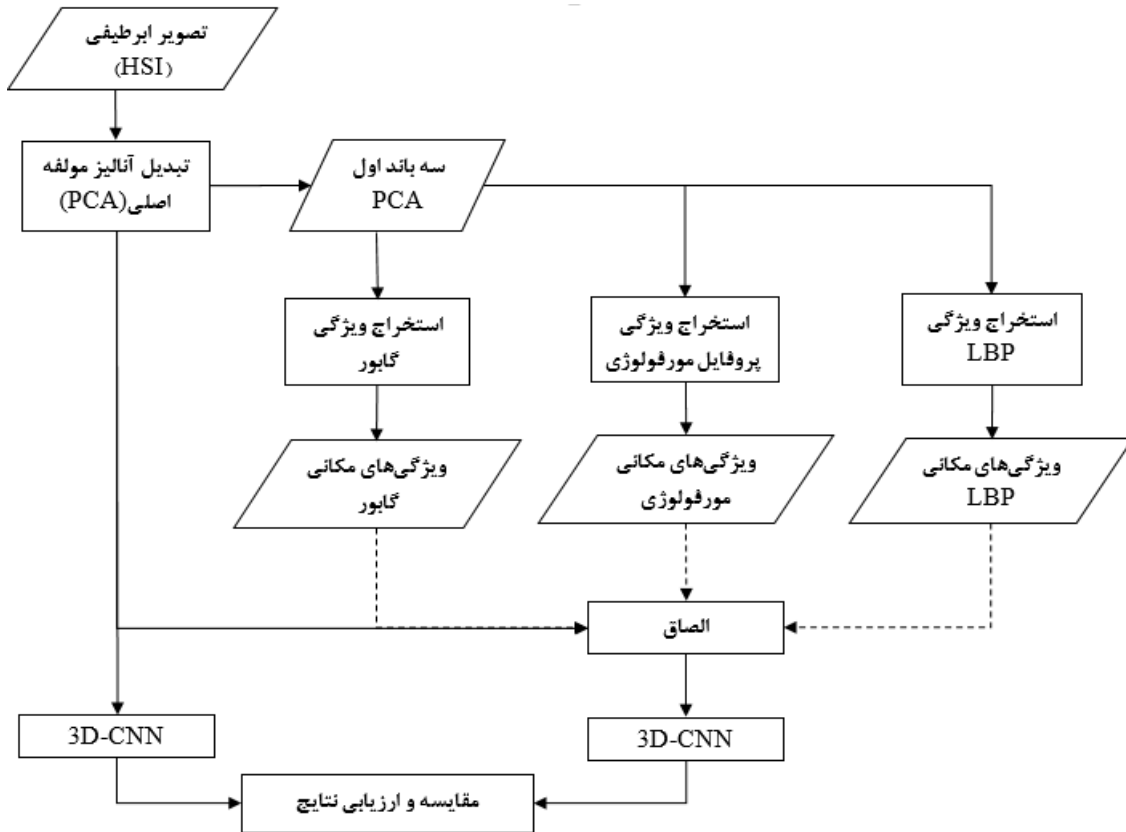 تصویر ابرطیفی
(HSI)
تبدیل آنالیز مولفه
اصلی(PCA)
سه باند اول
PCA
استخراج ویژگی
گابور
استخراج ویژگی
پروفایل مورفولوژی
استخراج ویژگی
LBP
ویژگی‌های مکانی
گابور
ویژگی‌های مکانی
مورفولوژی
ویژگی‌های مکانی
LBP
الصاق
3D-CNN
3D-CNN
مقایسه و ارزیابی نتایج